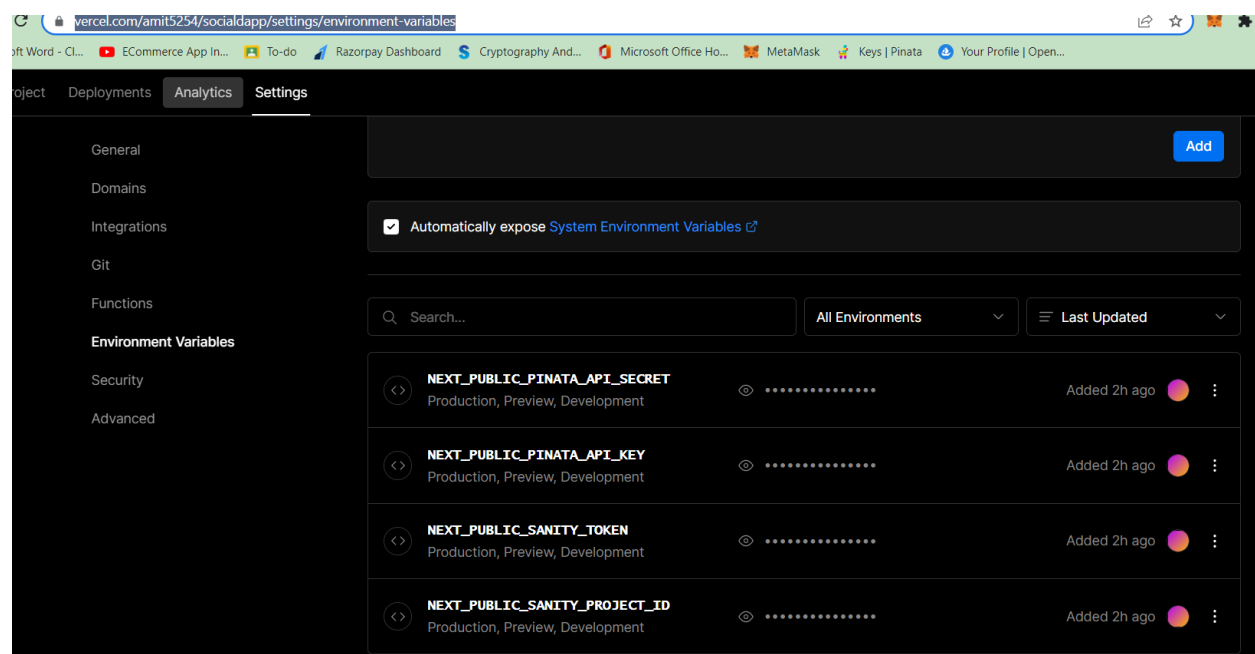 vercel.com/amit5254/socialdapp/settings/environment-variables
oft Word - Cl... ECommerce App In... To-do Razorpay Dashboard Cryptography And... Microsoft Office Ho... MetaMask Keys | Pinata Your Profile | Open...
roject Deployments Analytics Settings
General
Add
Domains
Integrations
Automatically expose System Environment Variables
Git
Functions
Search... All Environments Last Updated
Environment Variables
Security
Advanced
NEXT_PUBLIC_PINATA_API_SECRET
Production, Preview, Development
•••••••••••••••
Added 2h ago
NEXT_PUBLIC_PINATA_API_KEY
Production, Preview, Development
•••••••••••••••
Added 2h ago
NEXT_PUBLIC_SANITY_TOKEN
Production, Preview, Development
•••••••••••••••
Added 2h ago
NEXT_PUBLIC_SANITY_PROJECT_ID
Production, Preview, Development
•••••••••••••••
Added 2h ago